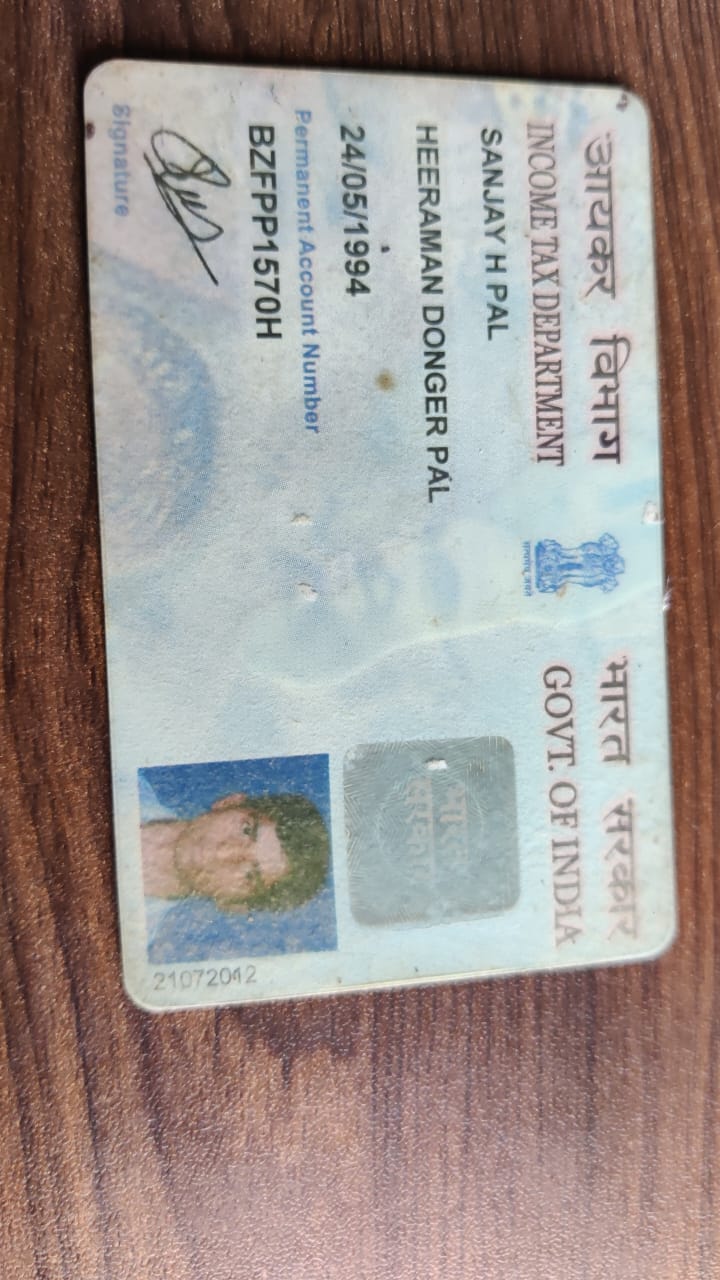 आयकर विभाग
INCOME TAX DEPARTMENT
सत्यमेव जयते
भारत सरकार
GOVT. OF INDIA
SANJAY H PAL
HEERAMAN DONGER PAL
24/05/1994
Permanent Account Number
BZFPP1570H
Signature
भारत
सरकार
21072012